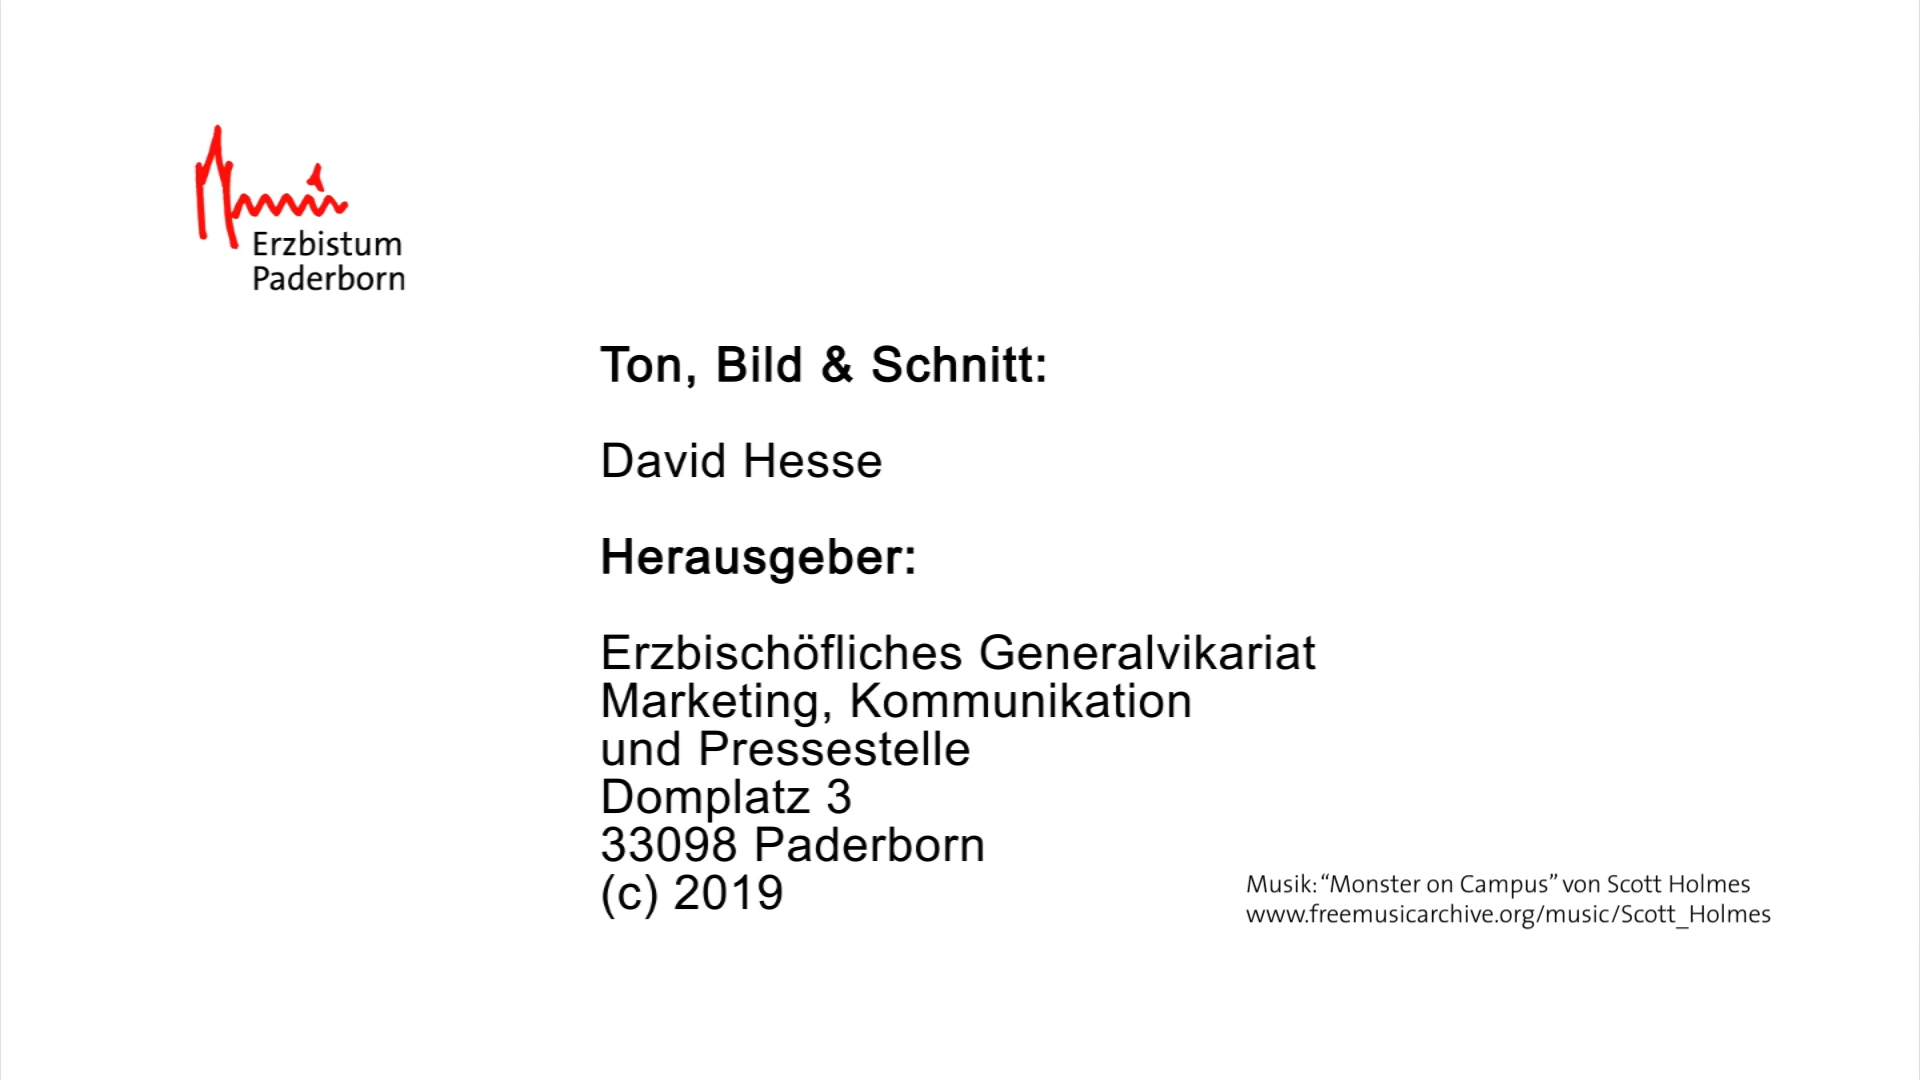 Erzbistum
Paderborn
Ton, Bild & Schnitt:
David Hesse
Herausgeber:
Erzbischöfliches Generalvikariat
Marketing, Kommunikation
und Pressestelle
Domplatz 3
33098 Paderborn
(c) 2019
Musik: “Monster on Campus” von Scott Holmes
www.freemusicarchive.org/music/Scott_Holmes